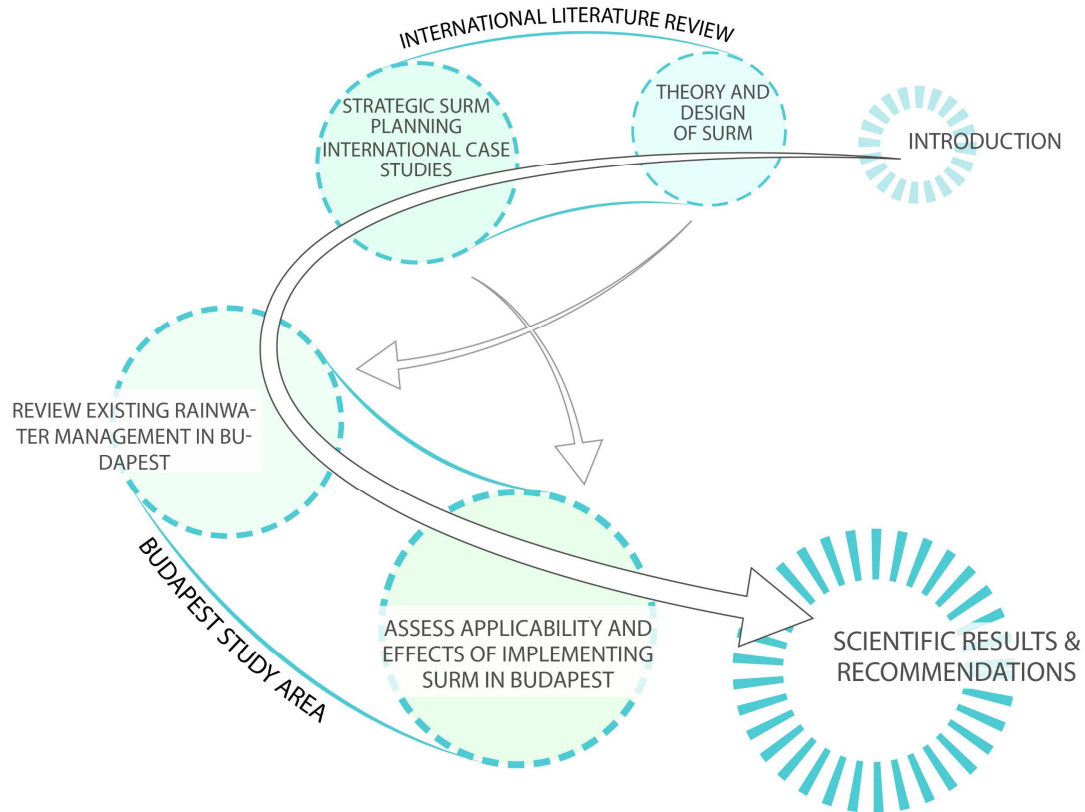 INTERNATIONAL LITERATURE REVIEW
STRATEGIC SURM
PLANNING
INTERNATIONAL CASE
STUDIES
THEORY AND
DESIGN
OF SURM
INTRODUCTION
REVIEW EXISTING RAINWA-
TER MANAGEMENT IN BU-
DAPEST
BUDAPEST STUDY AREA
ASSESS APPLICABILITY AND
EFFECTS OF IMPLEMENTING
SURM IN BUDAPEST
SCIENTIFIC RESULTS &
RECOMMENDATIONS